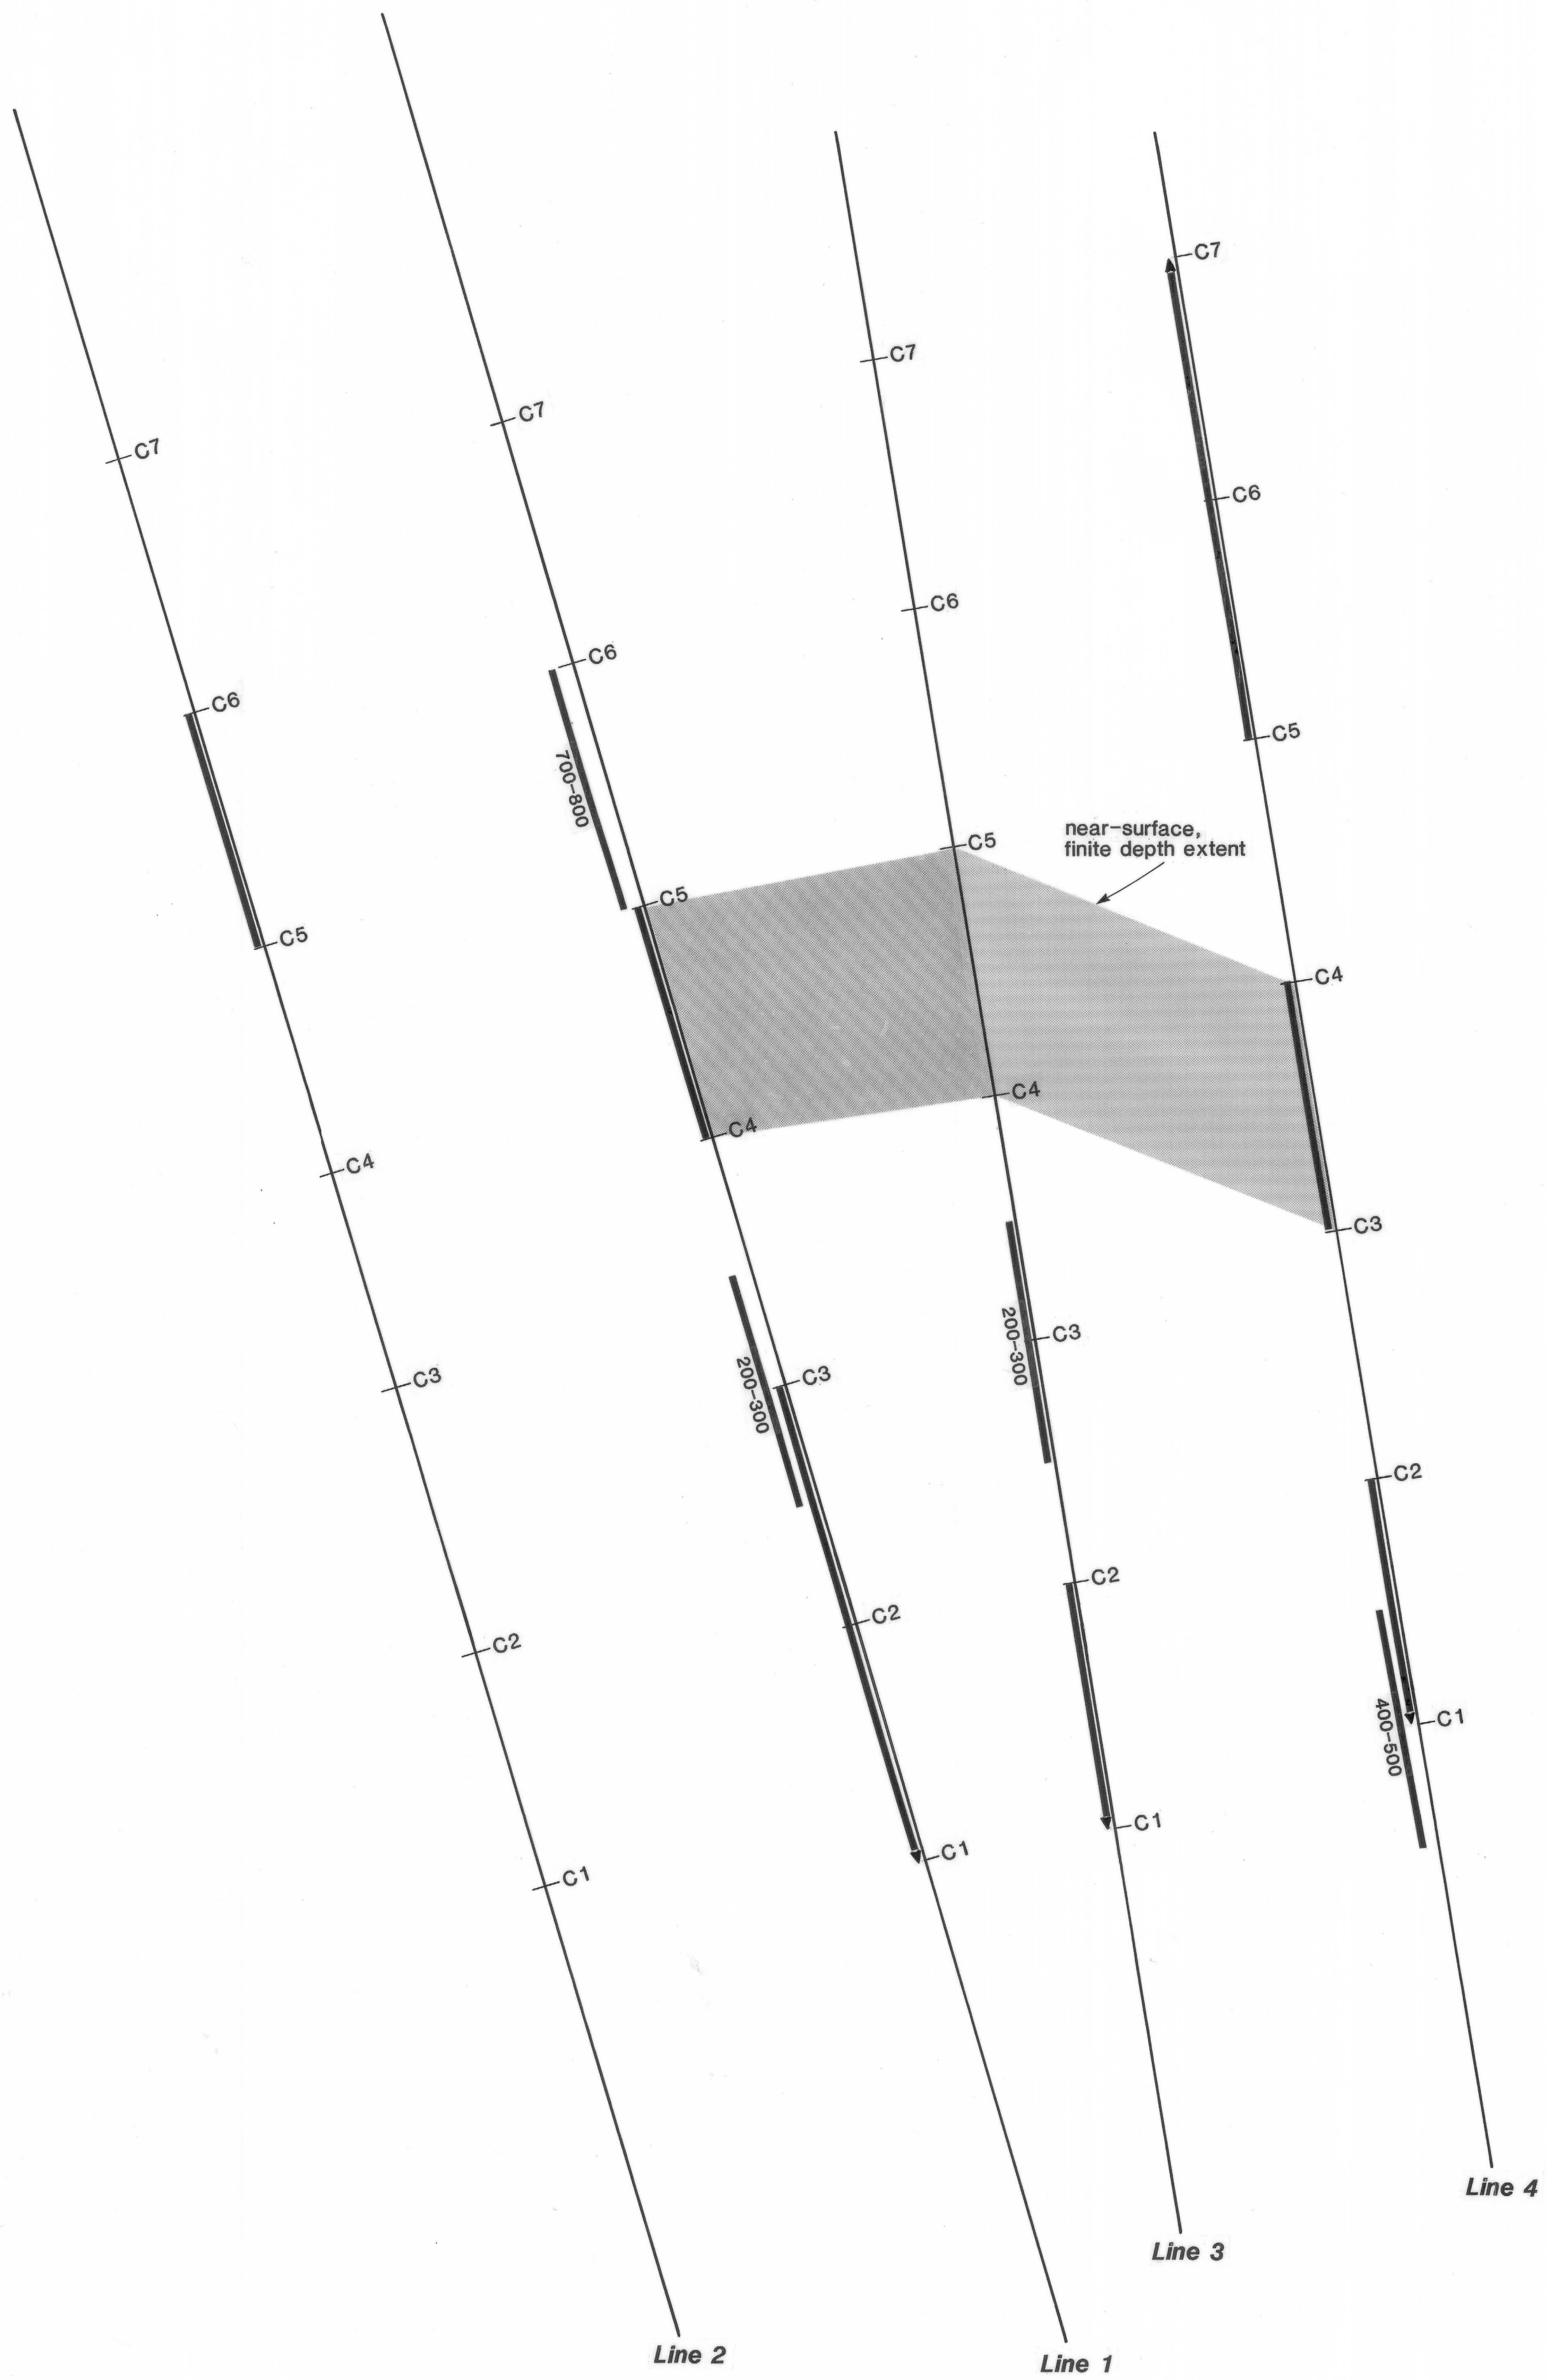 C7
C6
C5
C4
C3
C2
C1
Line 2
C7
C6
700-800
C5
C4
C3
200-300
C2
C1
Line 1
C7
C6
C5
C4
C3
200-300
C2
C1
Line 3
near-surface,
finite depth extent
C7
C6
C5
C4
C3
C2
C1
400-500
Line 4